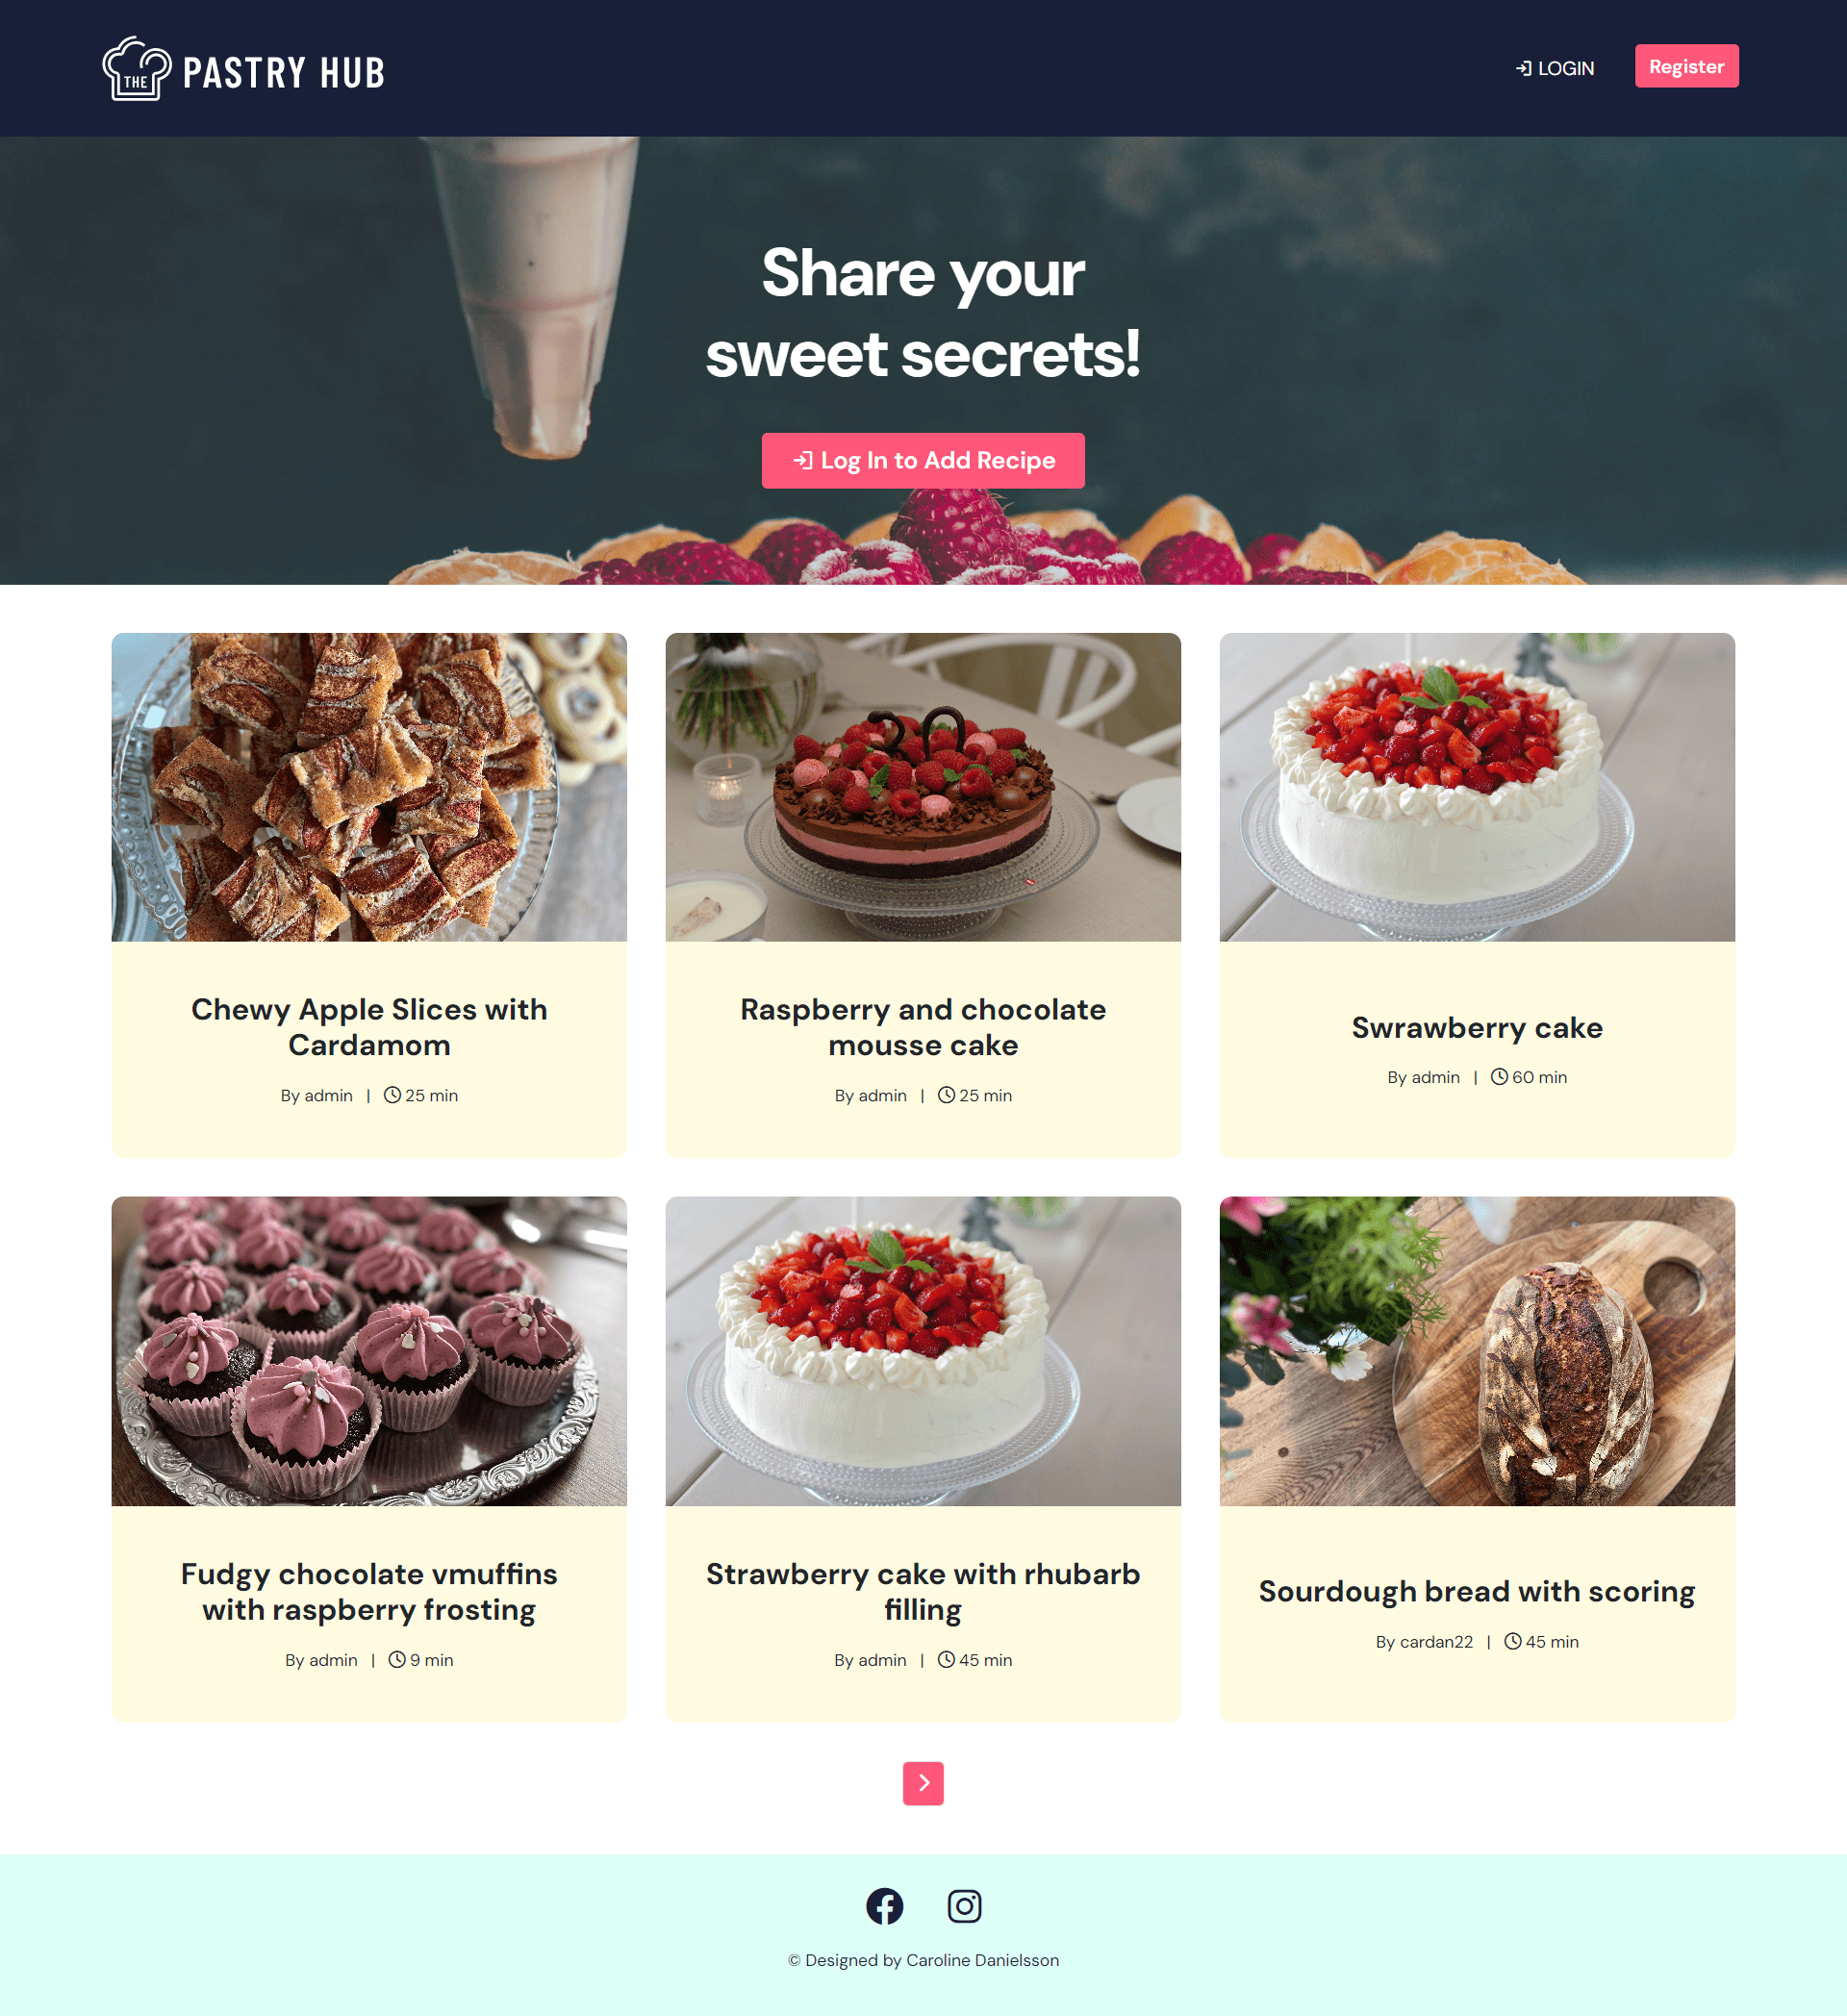 THE PASTRY HUB
LOGIN
Register
Share your
sweet secrets!
Log In to Add Recipe
Chewy Apple Slices with
Cardamom
By admin | 25 min
Raspberry and chocolate
mousse cake
By admin | 25 min
Swrawberry cake
By admin | 60 min
Fudgy chocolate vmuffins
with raspberry frosting
By admin | 9 min
Strawberry cake with rhubarb
filling
By admin | 45 min
Sourdough bread with scoring
By cardan22 | 45 min
© Designed by Caroline Danielsson